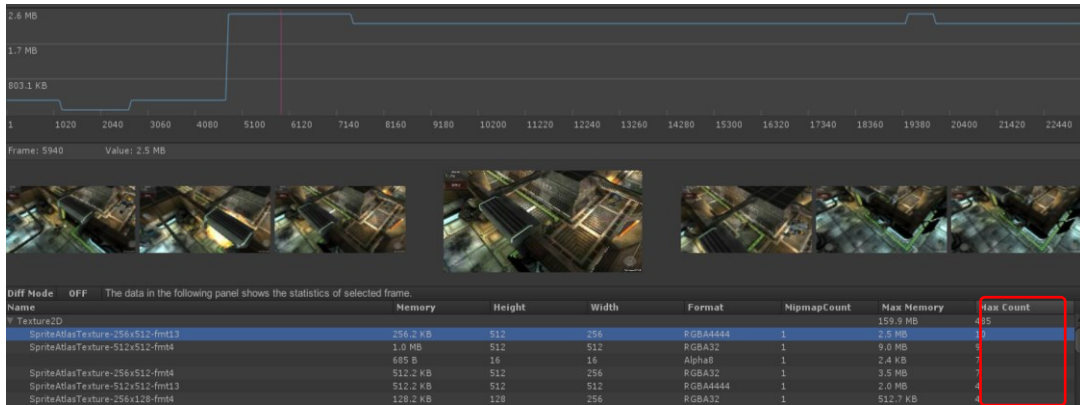 2.6 MB
1.7 MB
803.1 KB
1 1020 2040 3060 4080 5100 6120 7140 8160 9180 10200 11220 12240 13260 14280 15300 16320 17340 18360 19380 20400 21420 22440
Frame: 5940 Value: 2.5 MB
Diff Mode OFF The data in the following panel shows the statistics of selected frame.
Name Memory Height Width Format MipmapCount Max Memory Max Count
Texture2D 159.9 MB 485
SpriteAtlasTexture-256x512-fmt13 256.2 KB 512 256 RGBA4444 1 2.5 MB 10
SpriteAtlasTexture-512x512-fmt4 1.0 MB 512 512 RGBA32 1 9.0 MB 9
685 B 16 16 Alpha8 1 2.4 KB 7
SpriteAtlasTexture-256x512-fmt4 512.2 KB 512 256 RGBA32 1 3.5 MB 7
SpriteAtlasTexture-512x512-fmt13 512.2 KB 512 512 RGBA4444 1 2.0 MB 4
SpriteAtlasTexture-256x128-fmt4 128.2 KB 128 256 RGBA32 1 512.7 KB 4